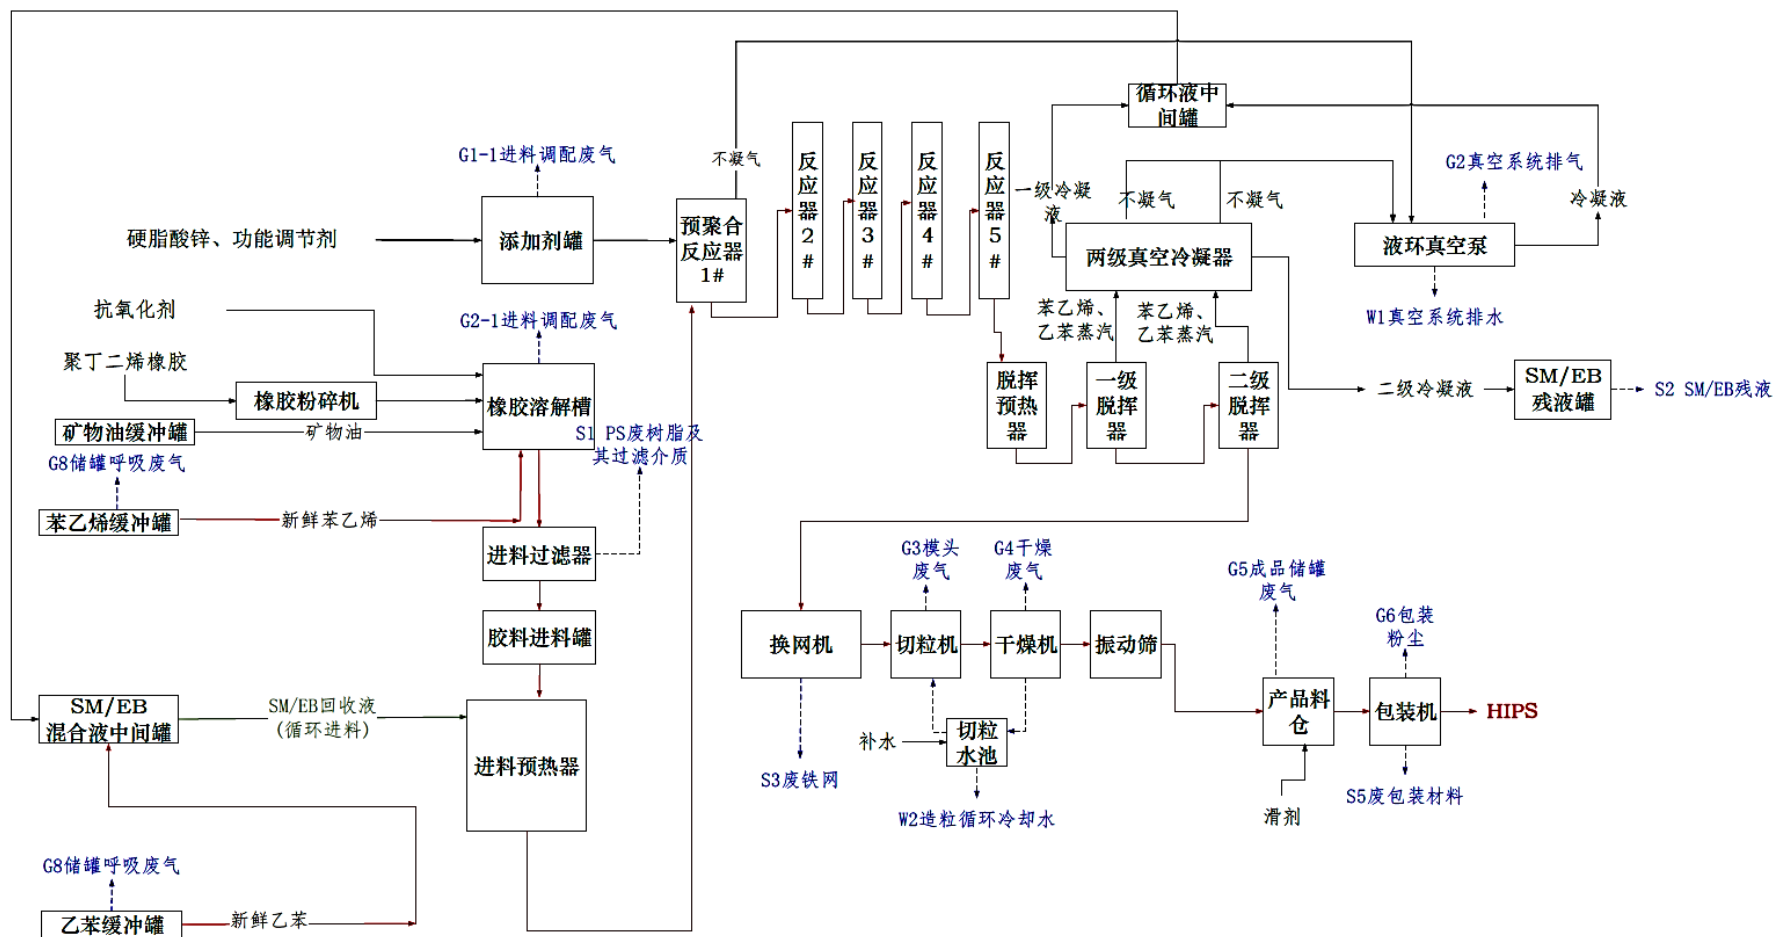 循环液中
间罐
G1-1进料调配废气
不凝气
反应器2#
反应器3#
反应器4#
反应器5#
一级冷凝
液
不凝气
不凝气
G2真空系统排气
冷凝液
硬脂酸锌、功能调节剂
添加剂罐
预聚合
反应器
1#
两级真空冷凝器
液环真空泵
抗氧化剂
G2-1进料调配废气
苯乙烯、
乙苯蒸汽
苯乙烯、
乙苯蒸汽
W1真空系统排水
聚丁二烯橡胶
橡胶粉碎机
橡胶溶解槽
脱挥
预热
器
一级
脱挥
器
二级
脱挥
器
二级冷凝液
SM/EB
残液罐
S2 SM/EB残液
矿物油缓冲罐
矿物油
S1 PS废树脂及
其过滤介质
G8储罐呼吸废气
苯乙烯缓冲罐
新鲜苯乙烯
进料过滤器
G3模头
废气
G4干燥
废气
G5成品储罐
废气
G6包装
粉尘
胶料进料罐
换网机
切粒机
干燥机
振动筛
产品料
仓
包装机
HIPS
SM/EB
混合液中间罐
SM/EB回收液
(循环进料)
进料预热器
补水
切粒
水池
S3废铁网
W2造粒循环冷却水
滑剂
S5废包装材料
G8储罐呼吸废气
乙苯缓冲罐
新鲜乙苯